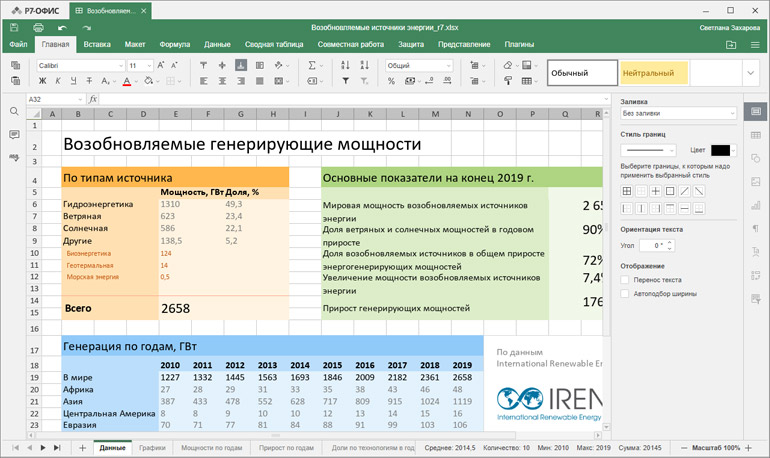 Р7-ОФИС Возобновляемы...
Возобновляемые источники энергии_r7.xlsx Светлана Захарова
Файл Главная Вставка Макет Формула Данные Сводная таблица Совместная работа Защита Представление Плагины
Calibri 11 Общий Обычный Нейтральный
Ж К Ч
A32 fx
A B C D E F G H I J K L M N O P Q R
1
2 Возобновляемые генерирующие мощности
3
4 По типам источника Основные показатели на конец 2019 г.
5 Мощность, ГВт Доля, %
6 Гидроэнергетика 1310 49,3 Мировая мощность возобновляемых источников энергии 2 65
7 Ветряная 623 23,4
8 Солнечная 586 22,1 Доля ветряных и солнечных мощностей в годовом приросте 90%
9 Другие 138,5 5,2
10 Биоэнергетика 124 Доля возобновляемых источников в общем приросте энергогенерирующих мощностей 72%
11 Геотермальная 14
12 Морская энергия 0,5 Увеличение мощности возобновляемых источников энергии 7,4%
13
14
15 Всего 2658 Прирост генерирующих мощностей 176
16
17 Генерация по годам, ГВт По данным
18 2010 2011 2012 2013 2014 2015 2016 2017 2018 2019 International Renewable En
19 В мире 1227 1332 1445 1563 1693 1846 2009 2182 2361 2658
20 Африка 27 28 29 31 33 35 38 43 46 48
21 Азия 387 433 478 552 628 717 809 915 1024 1119 IREN
22 Центральная Америка 8 8 9 10 10 12 13 14 15 16 International Renewable Energy
23 Евразия 70 71 77 81 84 88 91 99 103 106
Заливка
Без заливки
Стиль границ
Цвет
Выберите границы, к которым надо
применить выбранный стиль
Ориентация текста
Угол 0 °
Отображение
Перенос текста
Автоподбор ширины
Данные Графики Мощности по годам Прирост по годам Доли по технологиям в год Среднее: 2014,5 Количество: 10 Мин: 2010 Макс: 2019 Сумма: 20145 Масштаб 100%